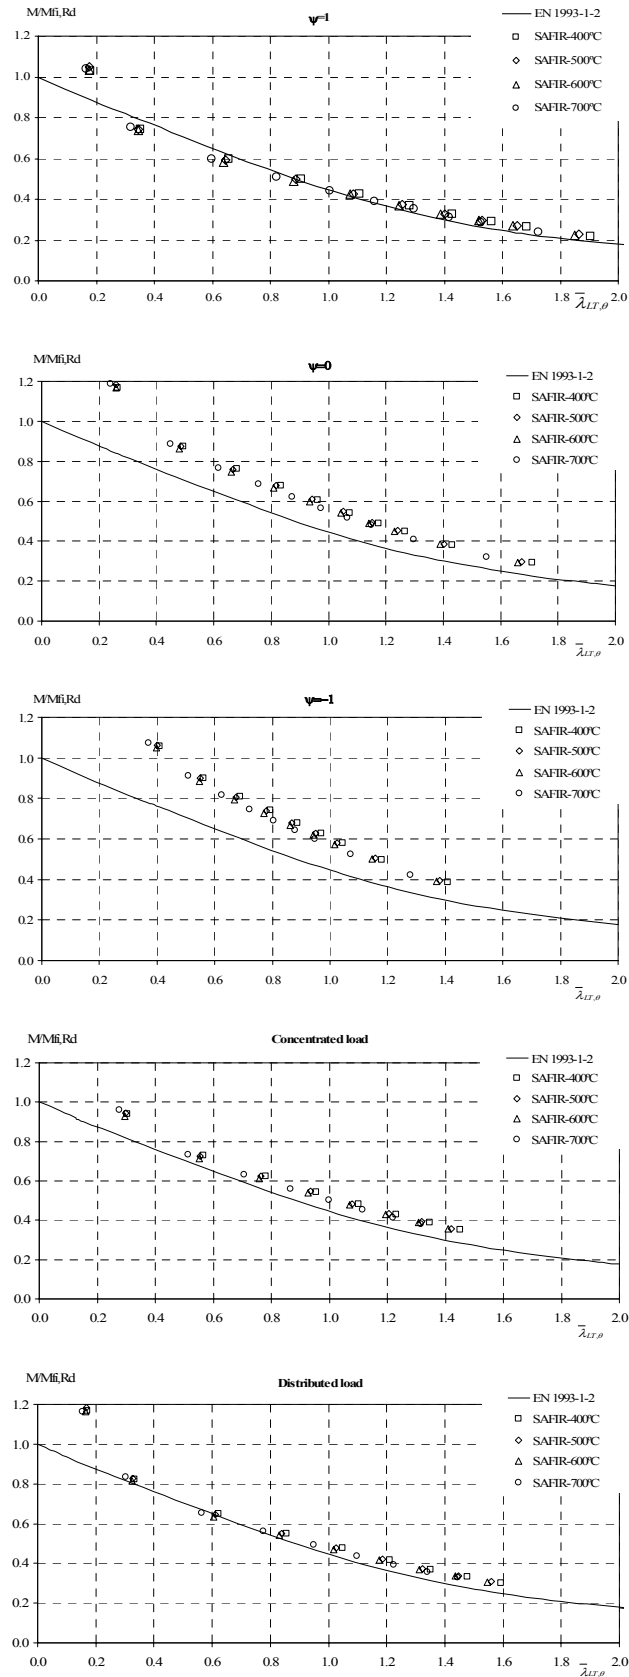 M/Mfi,Rd
ψ=1
EN 1993-1-2
SAFIR-400ºC
SAFIR-500ºC
SAFIR-600ºC
SAFIR-700ºC
1.2
1.0
0.8
0.6
0.4
0.2
0.0
0.0 0.2 0.4 0.6 0.8 1.0 1.2 1.4 1.6 1.8 2.0
λ̄LT,θ
M/Mfi,Rd
ψ=0
EN 1993-1-2
SAFIR-400ºC
SAFIR-500ºC
SAFIR-600ºC
SAFIR-700ºC
1.2
1.0
0.8
0.6
0.4
0.2
0.0
0.0 0.2 0.4 0.6 0.8 1.0 1.2 1.4 1.6 1.8 2.0
λ̄LT,θ
M/Mfi,Rd
ψ=-1
EN 1993-1-2
SAFIR-400ºC
SAFIR-500ºC
SAFIR-600ºC
SAFIR-700ºC
1.2
1.0
0.8
0.6
0.4
0.2
0.0
0.0 0.2 0.4 0.6 0.8 1.0 1.2 1.4 1.6 1.8 2.0
λ̄LT,θ
M/Mfi,Rd
Concentrated load
EN 1993-1-2
SAFIR-400ºC
SAFIR-500ºC
SAFIR-600ºC
SAFIR-700ºC
1.2
1.0
0.8
0.6
0.4
0.2
0.0
0.0 0.2 0.4 0.6 0.8 1.0 1.2 1.4 1.6 1.8 2.0
λ̄LT,θ
M/Mfi,Rd
Distributed load
EN 1993-1-2
SAFIR-400ºC
SAFIR-500ºC
SAFIR-600ºC
SAFIR-700ºC
1.2
1.0
0.8
0.6
0.4
0.2
0.0
0.0 0.2 0.4 0.6 0.8 1.0 1.2 1.4 1.6 1.8 2.0
λ̄LT,θ